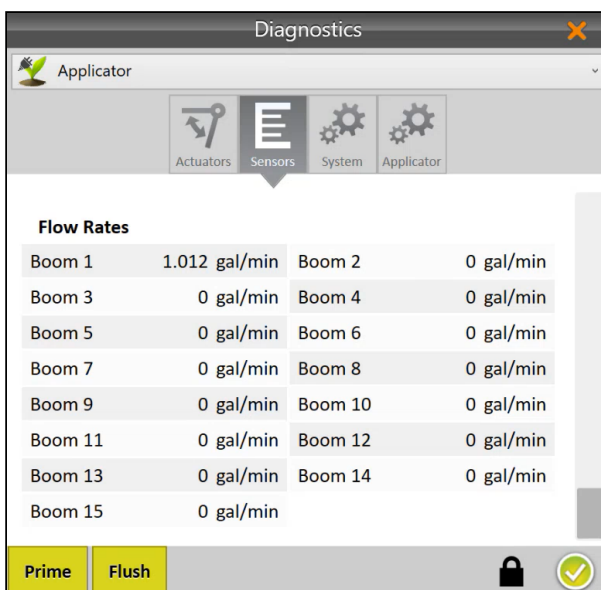 Diagnostics
Applicator
Actuators Sensors System Applicator
Flow Rates
Boom 1 1.012 gal/min Boom 2 0 gal/min
Boom 3 0 gal/min Boom 4 0 gal/min
Boom 5 0 gal/min Boom 6 0 gal/min
Boom 7 0 gal/min Boom 8 0 gal/min
Boom 9 0 gal/min Boom 10 0 gal/min
Boom 11 0 gal/min Boom 12 0 gal/min
Boom 13 0 gal/min Boom 14 0 gal/min
Boom 15 0 gal/min
Prime Flush